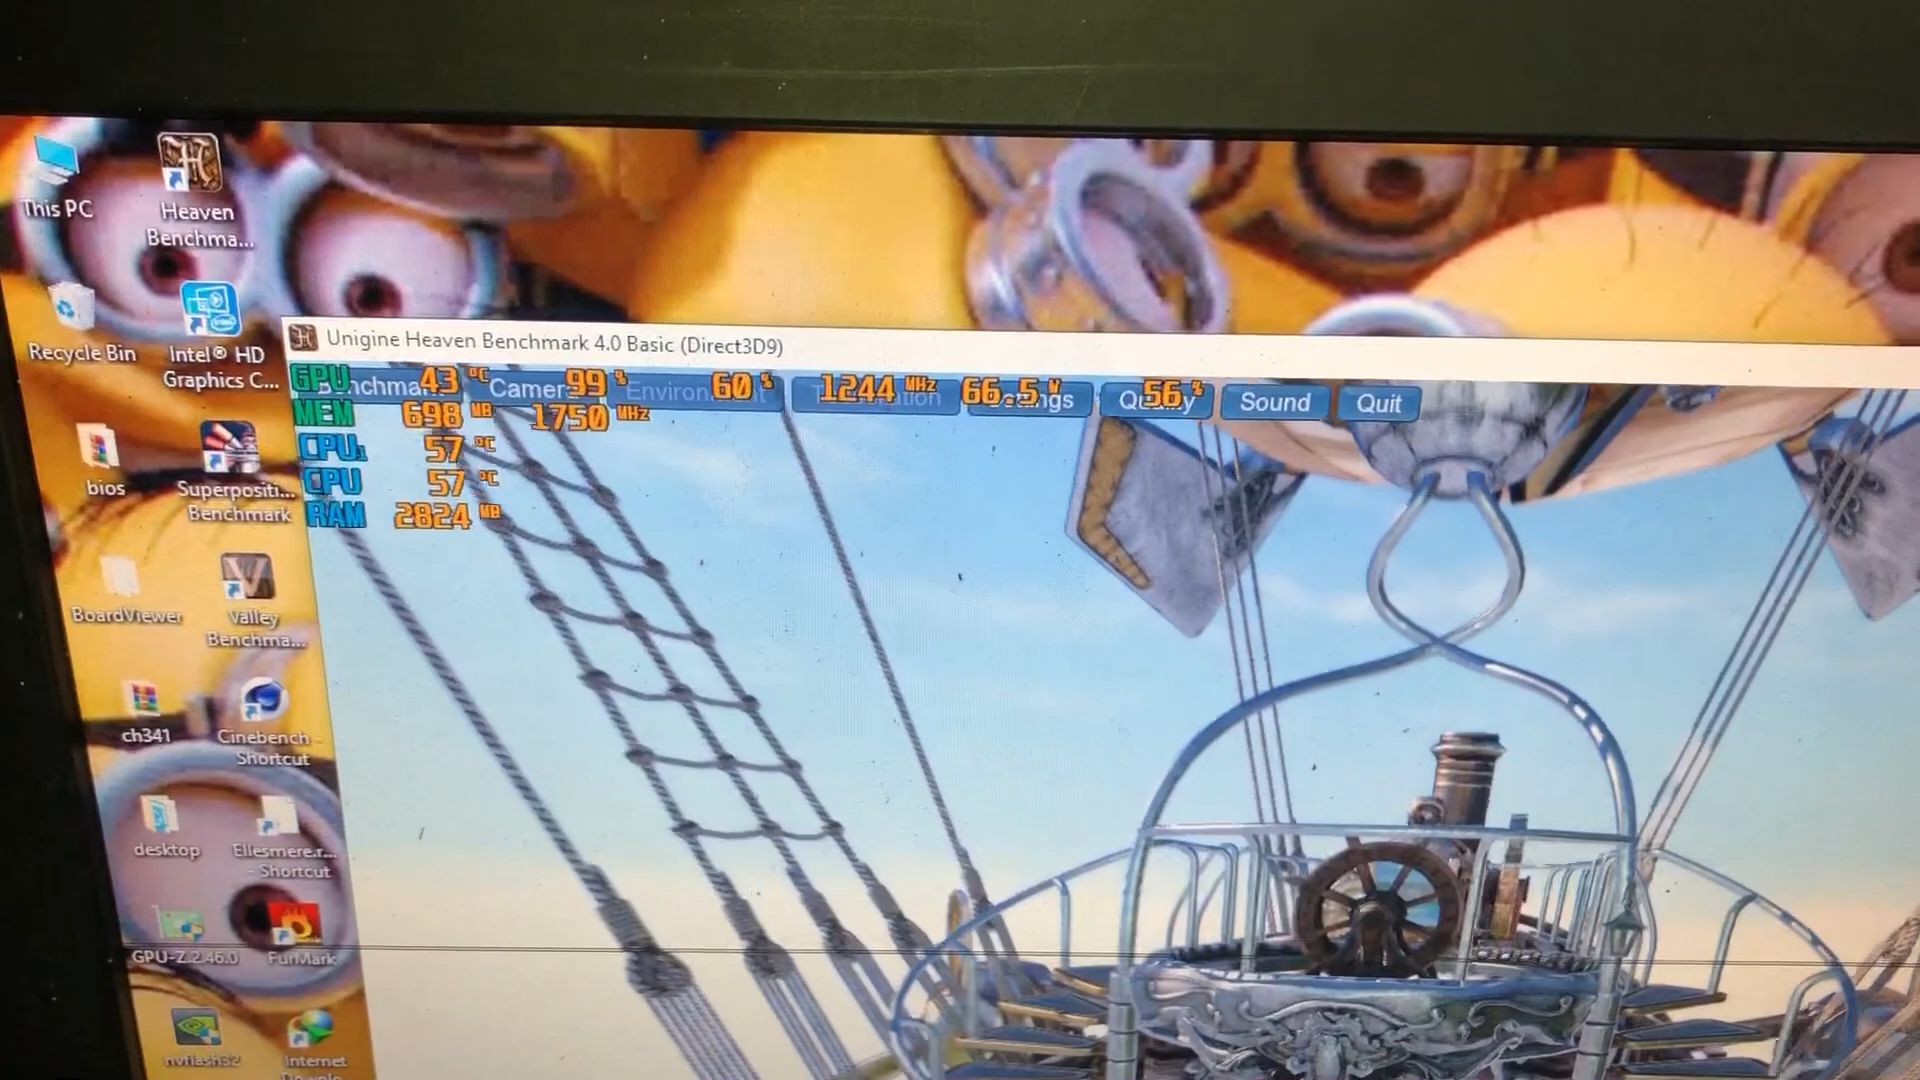 This PC
Heaven
Benchma...
Recycle Bin
Intel® HD
Graphics C...
bios
Superpositi...
Benchmark
BoardViewer
Valley
Benchma...
ch341
Cinebench -
Shortcut
desktop
Ellesmere.r...
- Shortcut
GPU-Z.2.46.0
FurMark
nvflash32
Internet
Unigine Heaven Benchmark 4.0 Basic (Direct3D9)
Sound
Quit
GPU 43 °C 99 % 60 % 1244 MHz 66.5 W 56 %
MEM 698 MB 1750 MHz
CPU1 57 °C
CPU 57 °C
RAM 2824 MB